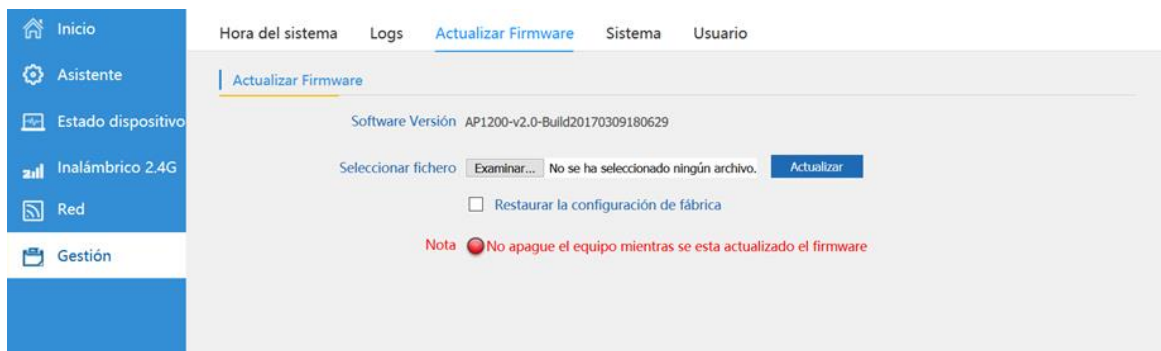 Inicio
Asistente
Estado dispositivo
Inalámbrico 2.4G
Red
Gestión
Hora del sistema Logs Actualizar Firmware Sistema Usuario
Actualizar Firmware
Software Versión AP1200-v2.0-Build20170309180629
Seleccionar fichero Examinar... No se ha seleccionado ningún archivo. Actualizar
Restaurar la configuración de fábrica
Nota No apague el equipo mientras se esta actualizado el firmware